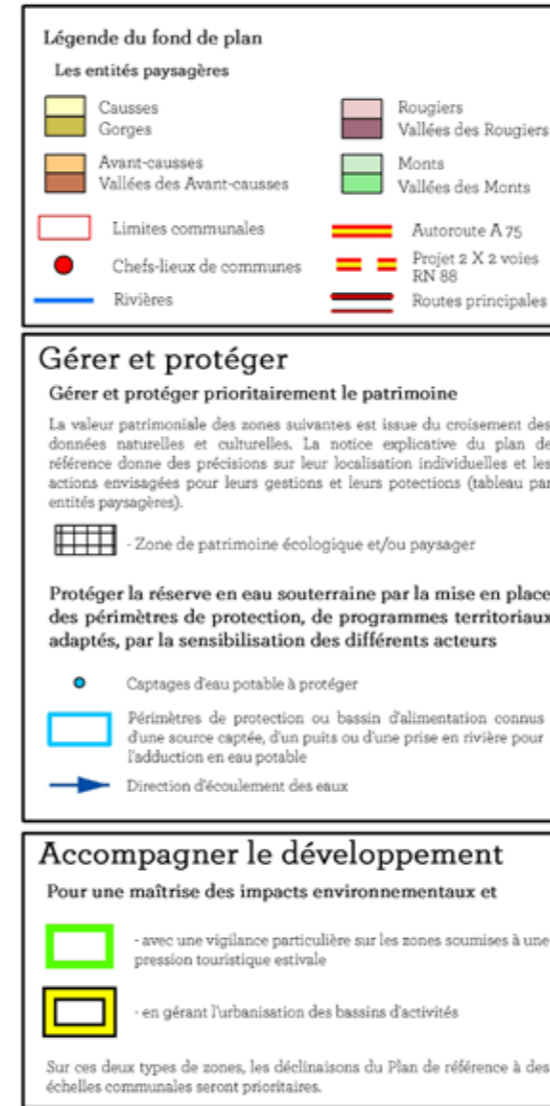 Légende du fond de plan
Les entités paysagères
Causses
Gorges
Rougiers
Vallées des Rougiers
Avant-causses
Vallées des Avant-causses
Monts
Vallées des Monts
Limites communales
Autoroute A 75
Chefs-lieux de communes
Projet 2 X 2 voies
RN 88
Rivières
Routes principales
Gérer et protéger
Gérer et protéger prioritairement le patrimoine
La valeur patrimoniale des zones suivantes est issue du croisement des
données naturelles et culturelles. La notice explicative du plan de
référence donne des précisions sur leur localisation individuelles et les
actions envisagées pour leurs gestions et leurs potections (tableau par
entités paysagères).
- Zone de patrimoine écologique et/ou paysager
Protéger la réserve en eau souterraine par la mise en place
des périmètres de protection, de programmes territoriaux
adaptés, par la sensibilisation des différents acteurs
Captages d'eau potable à protéger
Périmètres de protection ou bassin d'alimentation connus
d'une source captée, d'un puits ou d'une prise en rivière pour
l'adduction en eau potable
Direction d'écoulement des eaux
Accompagner le développement
Pour une maîtrise des impacts environnementaux et
- avec une vigilance particulière sur les zones soumises à une
pression touristique estivale
- en gérant l'urbanisation des bassins d'activités
Sur ces deux types de zones, les déclinaisons du Plan de référence à des
échelles communales seront prioritaires.